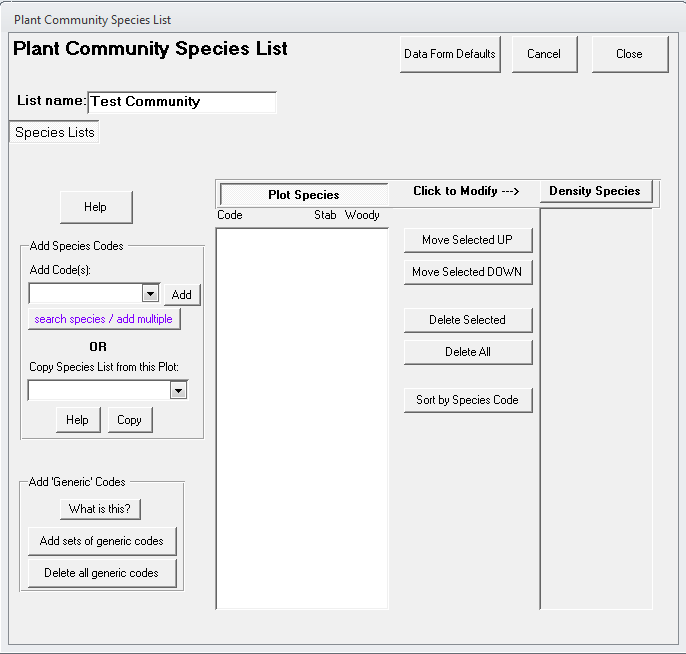 Plant Community Species List
Plant Community Species List
Data Form Defaults
Cancel
Close
List name: Test Community
Species Lists
Plot Species
Click to Modify --->
Density Species
Code Stab Woody
Help
Move Selected UP
Move Selected DOWN
Delete Selected
Delete All
Sort by Species Code
Add Species Codes
Add Code(s):
Add
search species / add multiple
OR
Copy Species List from this Plot:
Help
Copy
Add 'Generic' Codes
What is this?
Add sets of generic codes
Delete all generic codes